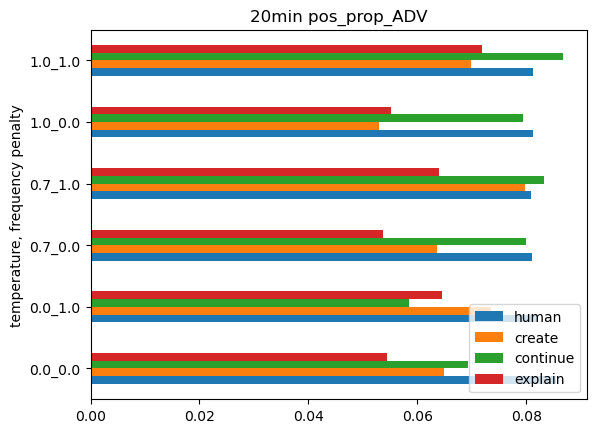 20min pos_prop_ADV
temperature, frequency penalty
1.0_1.0
1.0_0.0
0.7_1.0
0.7_0.0
0.0_1.0
0.0_0.0
human
create
continue
explain
0.00
0.02
0.04
0.06
0.08